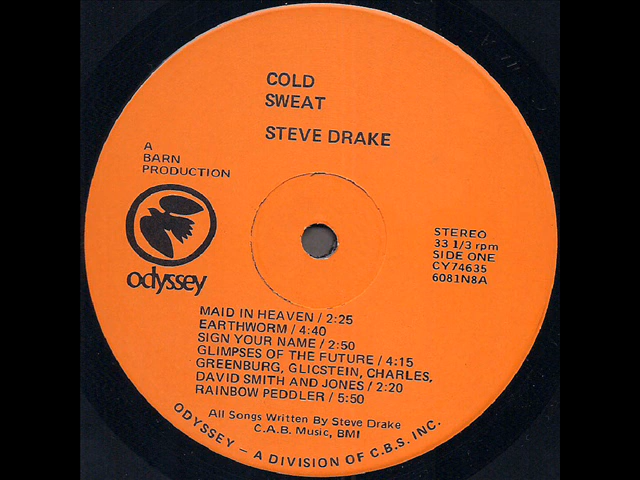 COLD
SWEAT
STEVE DRAKE
A
BARN
PRODUCTION
odyssey
STEREO
33 1/3 rpm
SIDE ONE
CY74635
6081N8A
MAID IN HEAVEN / 2:25
EARTHWORM / 4:40
SIGN YOUR NAME / 2:50
GLIMPSES OF THE FUTURE / 4:15
GREENBURG, GLICSTEIN, CHARLES,
DAVID SMITH AND JONES / 2:20
RAINBOW PEDDLER / 5:50
All Songs Written By Steve Drake
C.A.B. Music, BMI
ODYSSEY – A DIVISION OF C.B.S. INC.